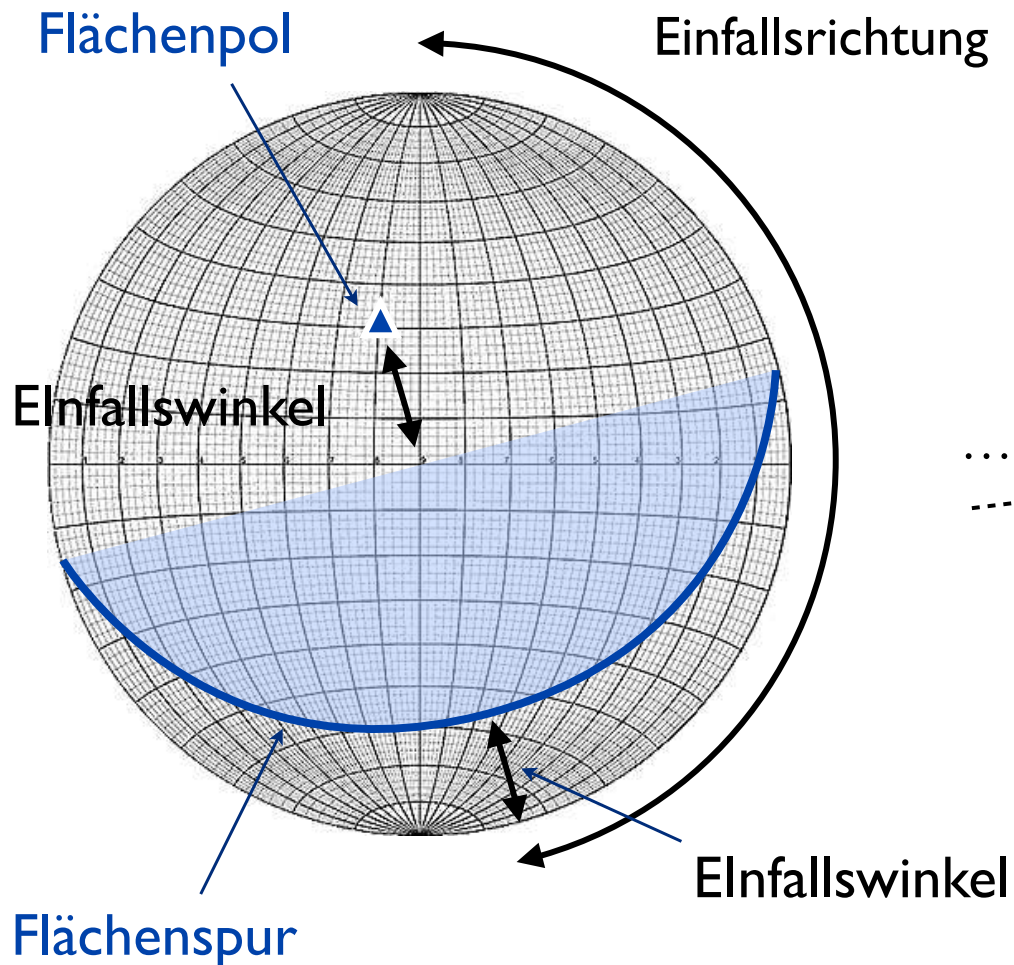 Flächenpol
Einfallsrichtung
EInfallswinkel
...
---
EInfallswinkel
Flächenspur